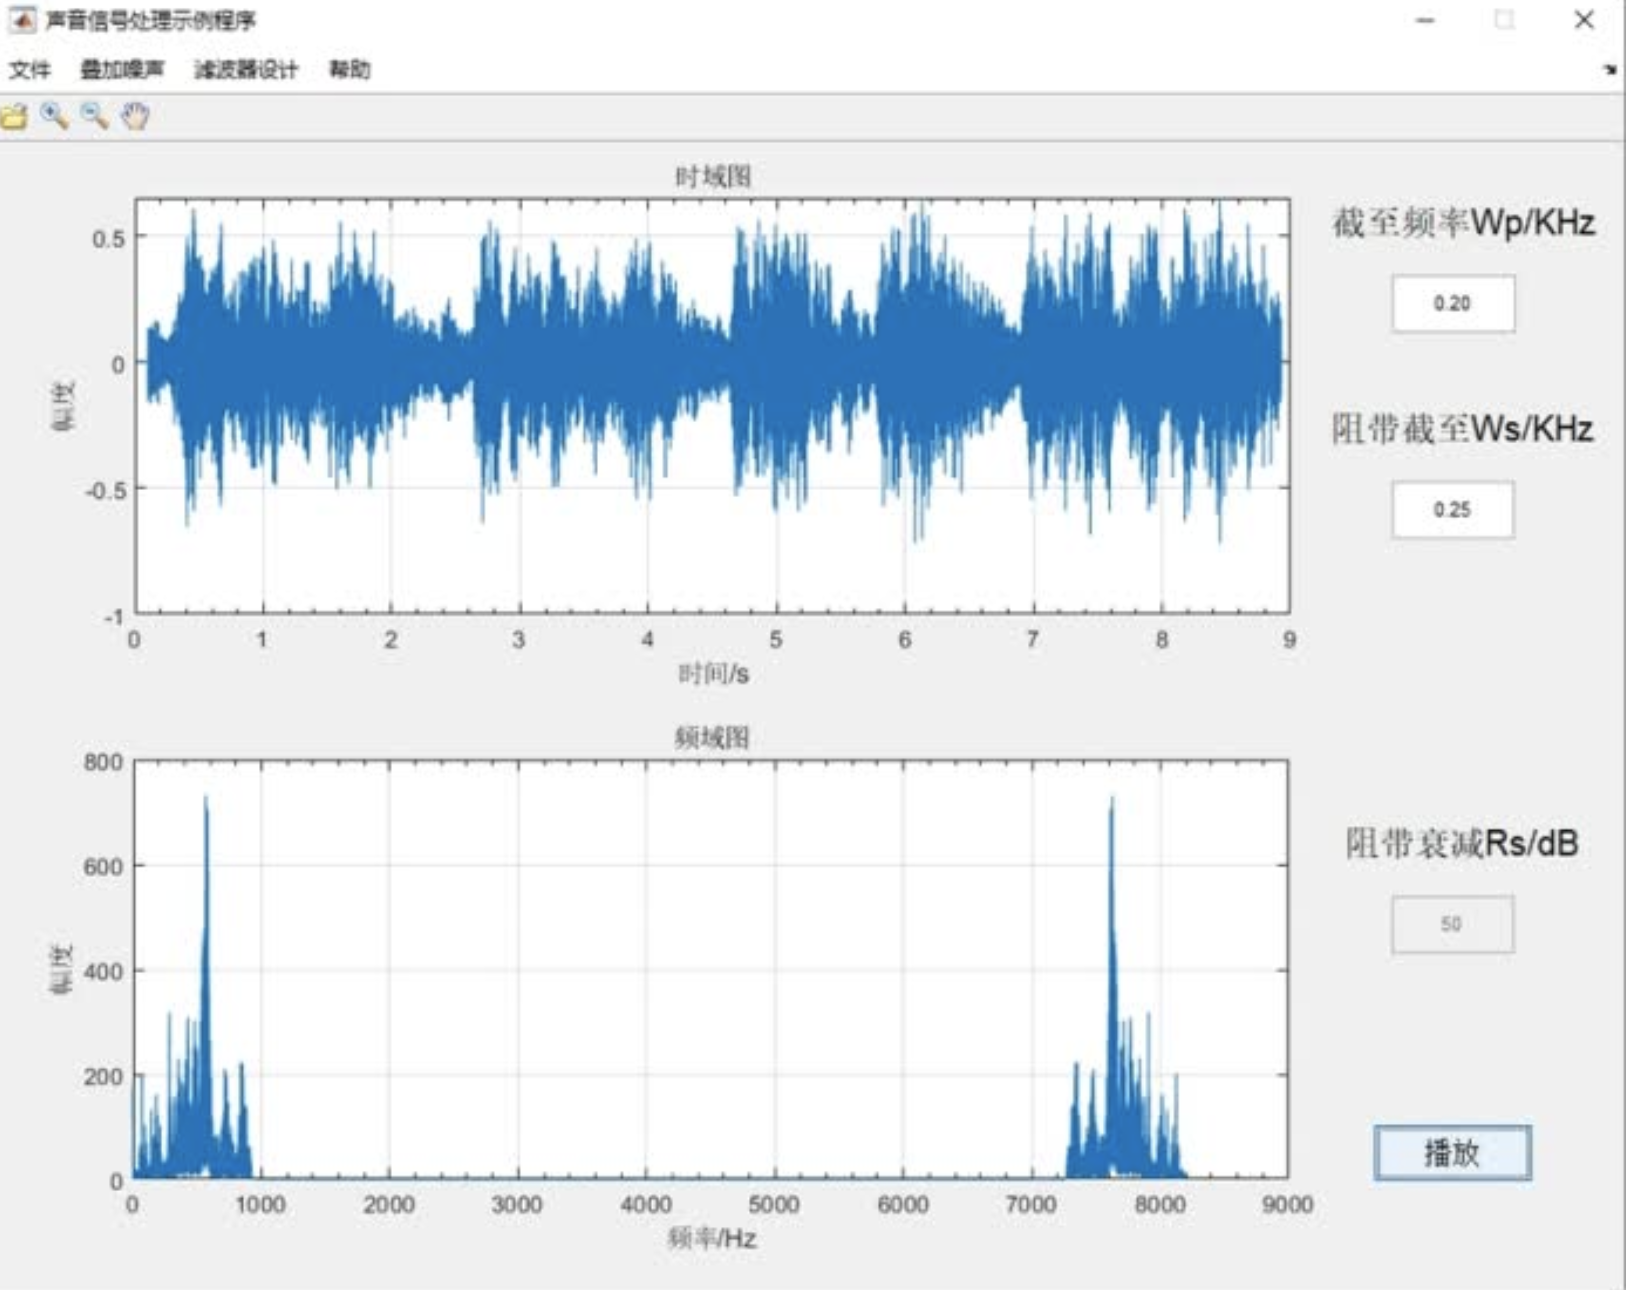 声音信号处理示例程序
文件 叠加噪声 滤波器设计 帮助
时域图
截至频率Wp/KHz
0.20
阻带截至Ws/KHz
0.25
幅度
0.5
0
-0.5
-1
0 1 2 3 4 5 6 7 8 9
时间/s
频域图
幅度
800
600
400
200
0
0 1000 2000 3000 4000 5000 6000 7000 8000 9000
频率/Hz
阻带衰减Rs/dB
50
播放